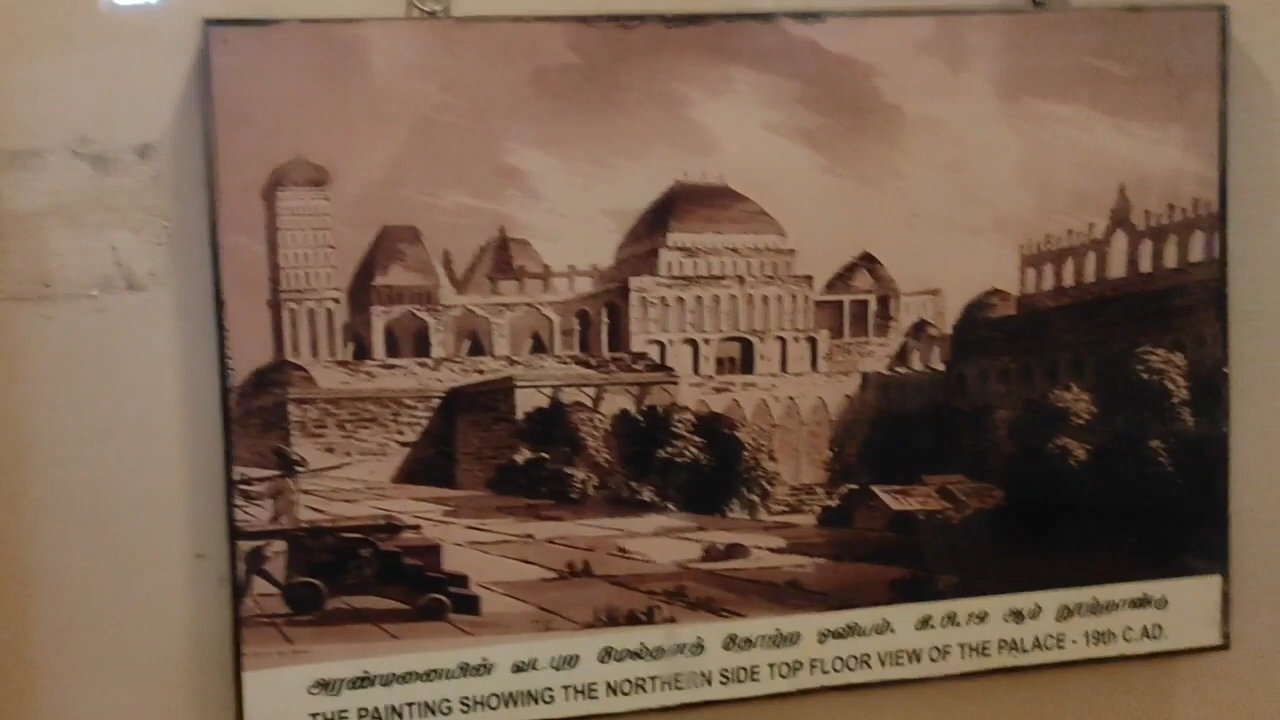 அரண்மனையின் வடபுற மேல்தளத் தோற்ற ஓவியம். கி.பி.19 ஆம் நூற்றாண்டு
THE PAINTING SHOWING THE NORTHERN SIDE TOP FLOOR VIEW OF THE PALACE - 19th C.AD.